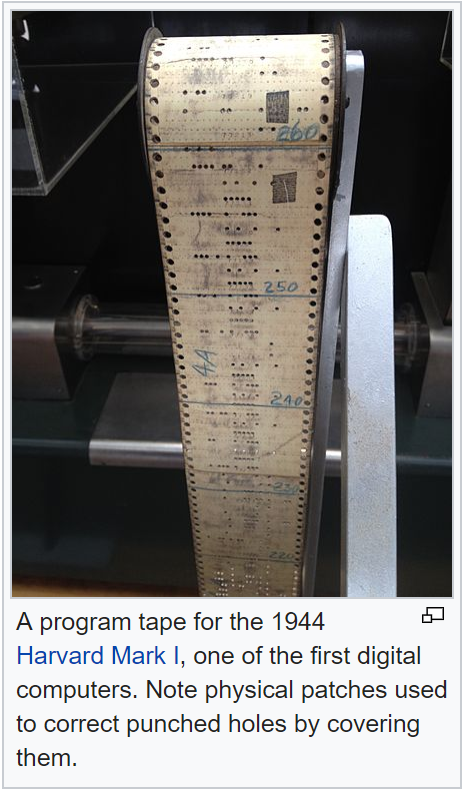 260
250
AA
240
230
220
A program tape for the 1944
Harvard Mark I, one of the first digital
computers. Note physical patches used
to correct punched holes by covering
them.